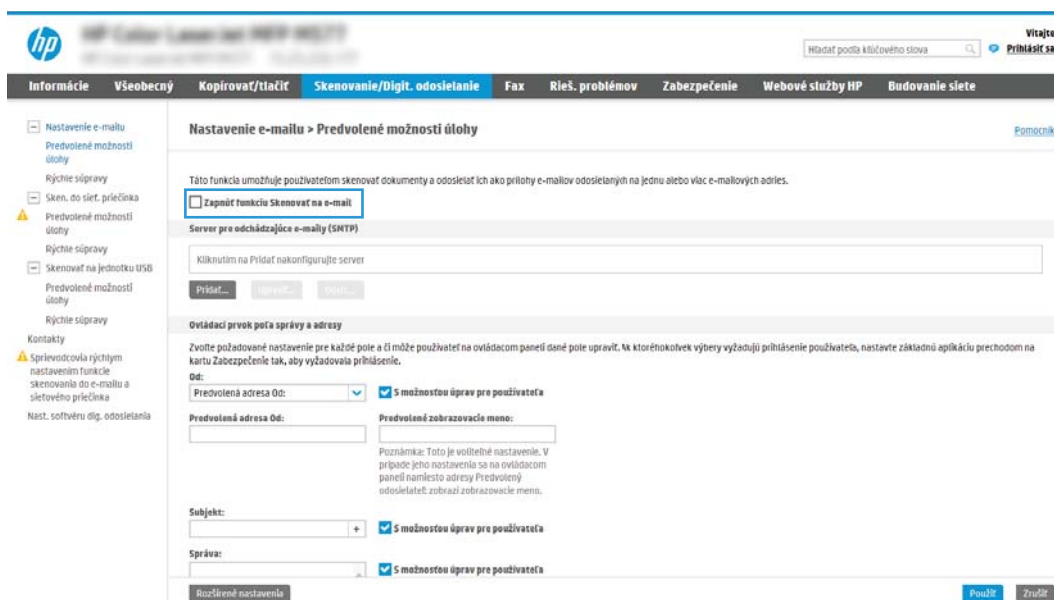 hp
Vitajte
Hľadať podľa kľúčového slova
Prihlásiť sa
Informácie Všeobecný Kopírovať/tlačiť Skenovanie/Digit. odosielanie Fax Rieš. problémov Zabezpečenie Webové služby HP Budovanie siete
Nastavenie e-mailu
Predvolené možnosti
úlohy
Rýchle súpravy
Sken. do sieť. priečinka
Predvolené možnosti
úlohy
Rýchle súpravy
Skenovať na jednotku USB
Predvolené možnosti
úlohy
Rýchle súpravy
Kontakty
Sprievodcovia rýchlym
nastavením funkcie
skenovania do e-mailu a
sieťového priečinka
Nast. softvéru dig. odosielania
Nastavenie e-mailu > Predvolené možnosti úlohy
Pomocník
Táto funkcia umožňuje používateľom skenovať dokumenty a odosielať ich ako prílohy e-mailov odosielaných na jednu alebo viac e-mailových adries.
Zapnúť funkciu Skenovať na e-mail
Server pre odchádzajúce e-maily (SMTP)
Kliknutím na Pridať nakonfigurujte server
Pridať... Upraviť...
Ovládací prvok poľa správy a adresy
Zvoľte požadované nastavenie pre každé pole a či môže používateľ na ovládacom paneli dané pole upraviť. Ak ktoréhokoľvek výbery vyžadujú prihlásenie používateľa, nastavte základnú aplikáciu prechodom na
kartu Zabezpečenie tak, aby vyžadovala prihlásenie.
Od:
Predvolená adresa Od: S možnosťou úprav pre používateľa
Predvolená adresa Od: Predvolené zobrazovacie meno:
Poznámka: Toto je voliteľné nastavenie. V
prípade jeho nastavenia sa na ovládacom
paneli namiesto adresy Predvolený
odosielateľ: zobrazí zobrazovacie meno.
Subjekt:
+ S možnosťou úprav pre používateľa
Správa:
S možnosťou úprav pre používateľa
Rozšírené nastavenia Použiť Zrušiť